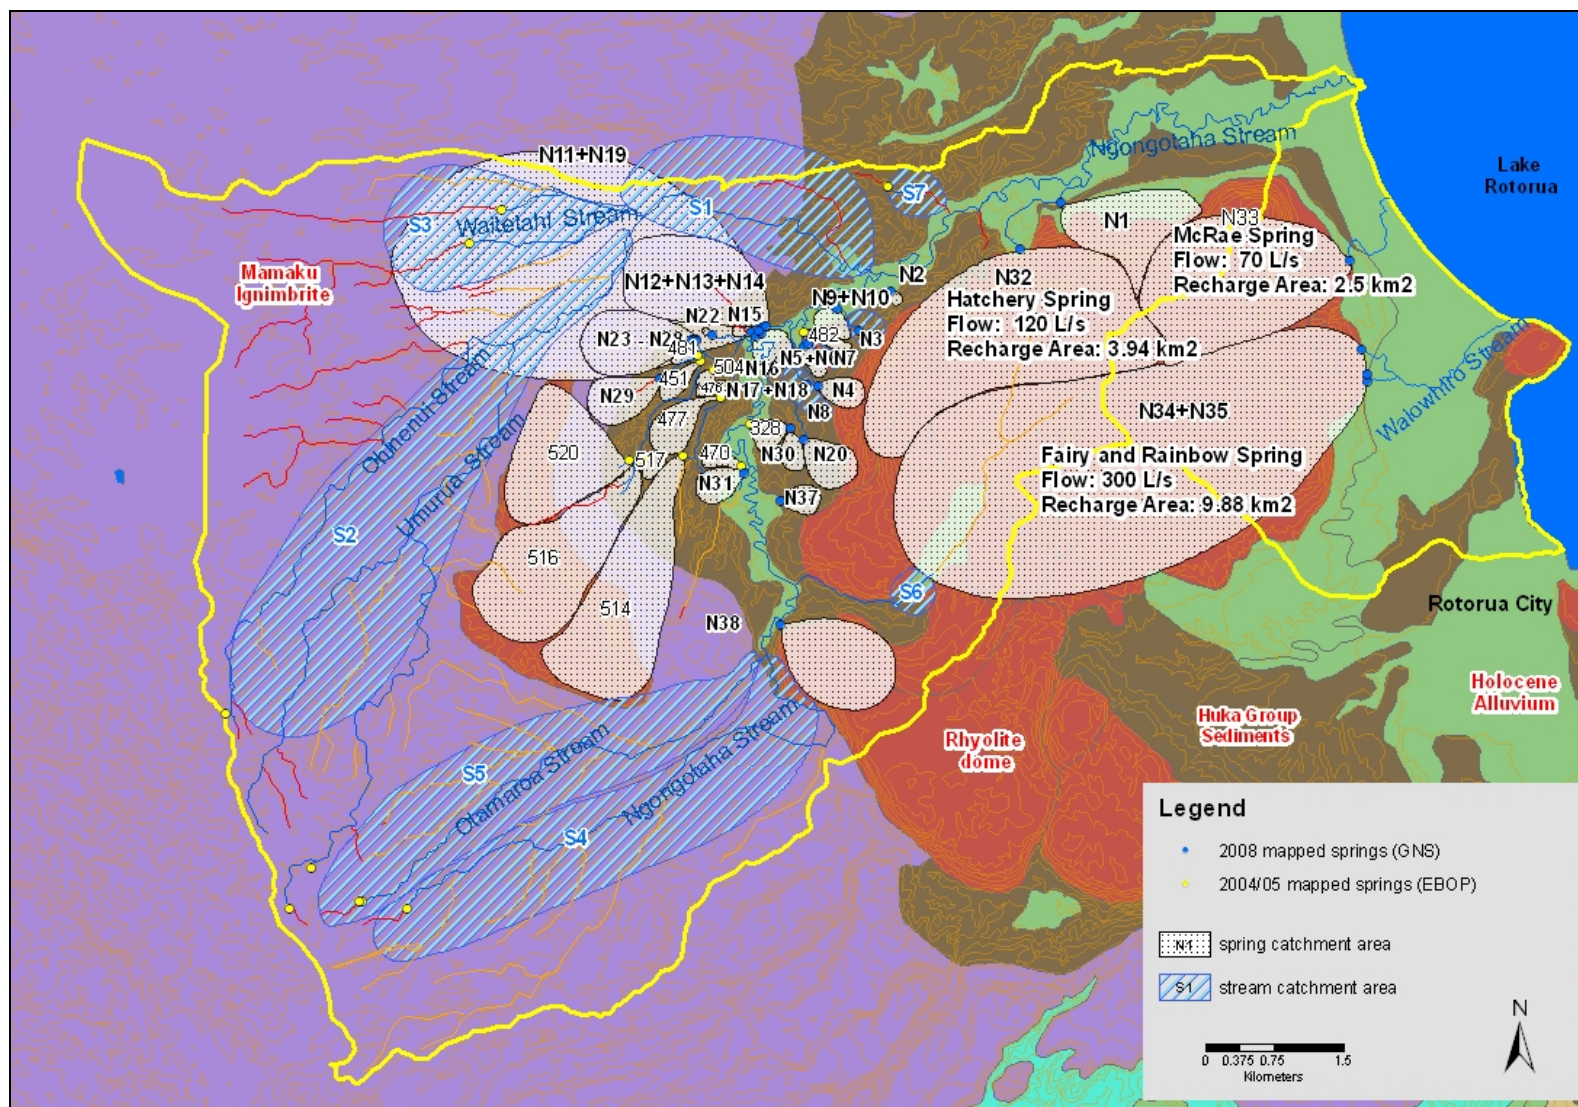 Ngongotaha Stream
Lake
Rotorua
N11+N19
S7
S1
S3
Waitetahi Stream
N1
N33
McRae Spring
Flow: 70 L/s
Recharge Area: 2.5 km2
Mamaku
Ignimbrite
N12+N13+N14
N2
N32
Hatchery Spring
Flow: 120 L/s
Recharge Area: 3.94 km2
N9+N10
N22
N15
N3
N23 - N28
482
481
N5+N6
N7
504
N16
451
476
N17+N18
N4
N29
N8
477
328
N34+N35
Waiowhiro Stream
Umurua Stream
520
517
470
N30
N20
Fairy and Rainbow Spring
Flow: 300 L/s
Recharge Area: 9.88 km2
N31
N37
S2
516
S6
514
N38
Rotorua City
Holocene
Alluvium
Huka Group
Sediments
Rhyolite
dome
S5
Otamaroa Stream
Ngongotaha Stream
S4
Legend
2008 mapped springs (GNS)
2004/05 mapped springs (EBOP)
N1 spring catchment area
S1 stream catchment area
N
0 0.375 0.75 1.5
Kilometers